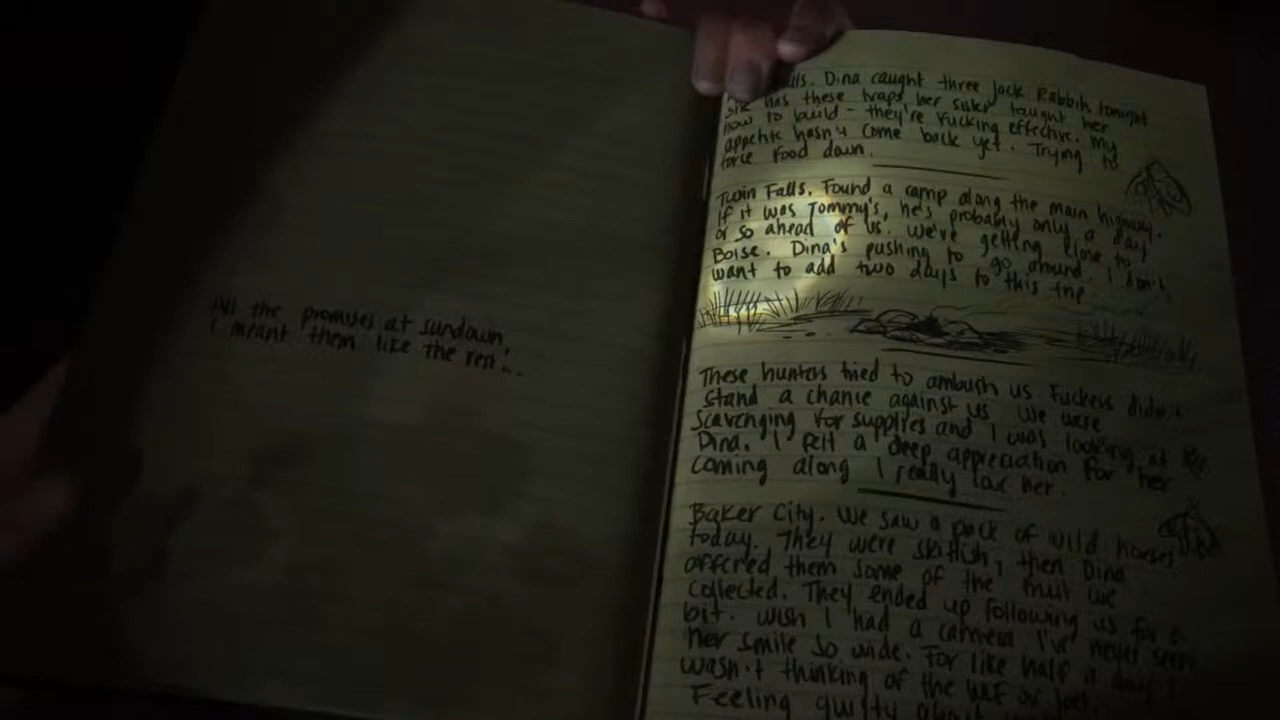 All the promises at sundown,
I meant them like the rest...
Dina caught three jack Rabbits tonight
She has these traps her sister taught her
how to build - they're fucking effective. My
appetite hasn't come back yet. Trying to
force food down.
Twin Falls. Found a camp along the main highway.
If it was Tommy's, he's probably only a day
or so ahead of us. We're getting close to
Boise. Dina's pushing to go around. I don't
want to add two days to this trip.
These hunters tried to ambush us Fuckers didn't
stand a chance against us. We were
scavenging for supplies and I was looking at
Dina. I felt a deep appreciation for her
coming along I really love her.
Baker City. We saw a pack of wild horses
today. They were skittish, then Dina
offered them some of the fruit we
collected. They ended up following us for a
bit. Wish I had a camera I've never seen
her smile so wide. For like half a day I
wasn't thinking of the WLF or Joel.
Feeling guilty about